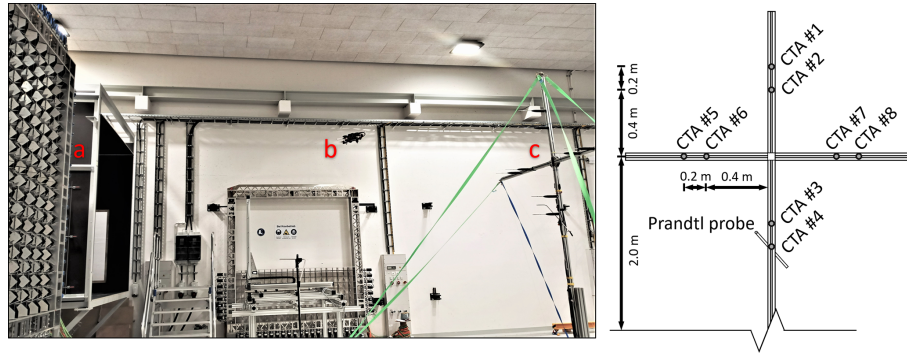 a
b
c
CTA #1
CTA #2
0.2 m
0.4 m
CTA #5
CTA #6
CTA #7
CTA #8
0.2 m
0.4 m
CTA #3
Prandtl probe
CTA #4
2.0 m